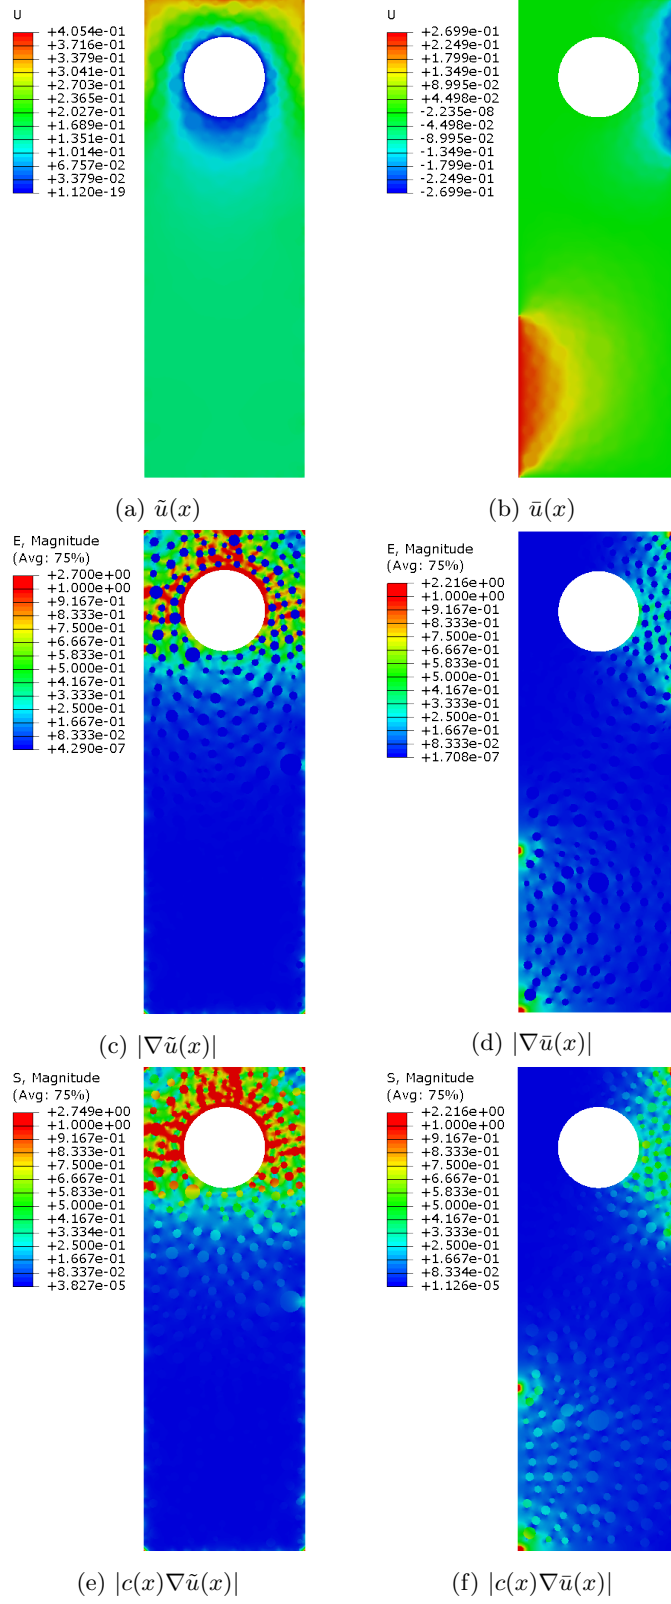 U
+4.054e-01
+3.716e-01
+3.379e-01
+3.041e-01
+2.703e-01
+2.365e-01
+2.027e-01
+1.689e-01
+1.351e-01
+1.014e-01
+6.757e-02
+3.379e-02
+1.120e-19
U
+2.699e-01
+2.249e-01
+1.799e-01
+1.349e-01
+8.995e-02
+4.498e-02
-2.235e-08
-4.498e-02
-8.995e-02
-1.349e-01
-1.799e-01
-2.249e-01
-2.699e-01
(a) ũ(x)
(b) ū(x)
E, Magnitude
(Avg: 75%)
+2.700e+00
+1.000e+00
+9.167e-01
+8.333e-01
+7.500e-01
+6.667e-01
+5.833e-01
+5.000e-01
+4.167e-01
+3.333e-01
+2.500e-01
+1.667e-01
+8.333e-02
+4.290e-07
E, Magnitude
(Avg: 75%)
+2.216e+00
+1.000e+00
+9.167e-01
+8.333e-01
+7.500e-01
+6.667e-01
+5.833e-01
+5.000e-01
+4.167e-01
+3.333e-01
+2.500e-01
+1.667e-01
+8.333e-02
+1.708e-07
(c) |∇ũ(x)|
(d) |∇ū(x)|
S, Magnitude
(Avg: 75%)
+2.749e+00
+1.000e+00
+9.167e-01
+8.333e-01
+7.500e-01
+6.667e-01
+5.833e-01
+5.000e-01
+4.167e-01
+3.334e-01
+2.500e-01
+1.667e-01
+8.337e-02
+3.827e-05
S, Magnitude
(Avg: 75%)
+2.216e+00
+1.000e+00
+9.167e-01
+8.333e-01
+7.500e-01
+6.667e-01
+5.833e-01
+5.000e-01
+4.167e-01
+3.333e-01
+2.500e-01
+1.667e-01
+8.334e-02
+1.126e-05
(e) |c(x)∇ũ(x)|
(f) |c(x)∇ū(x)|